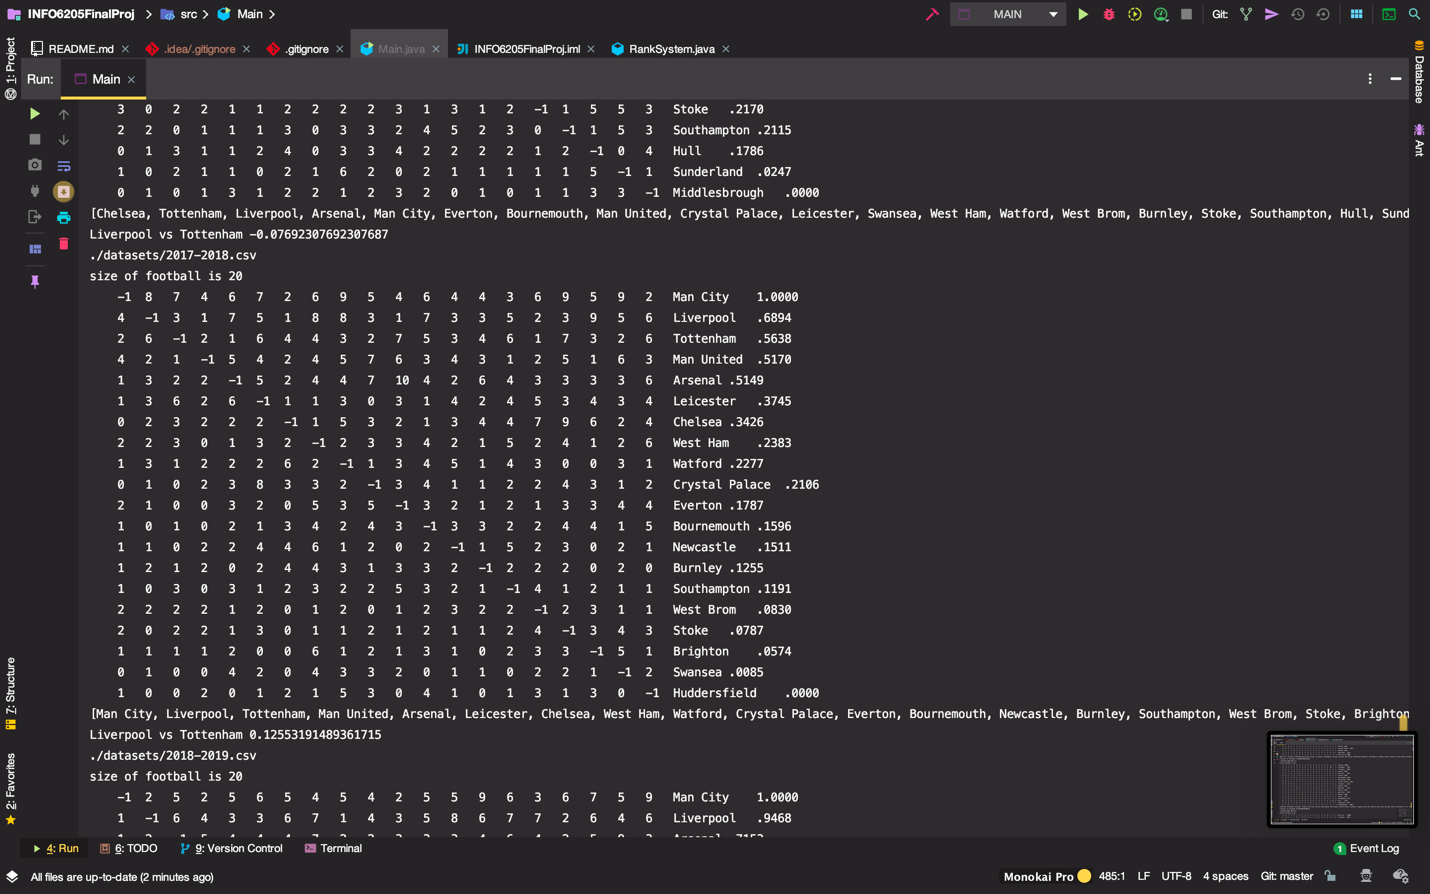 INFO6205FinalProj > src > Main > MAIN Git:
README.md × .idea/.gitignore × .gitignore × Main.java × INFO6205FinalProj.iml × RankSystem.java ×
1: Project
Run: Main ×
Database
Ant
3 0 2 2 1 1 2 2 2 2 3 1 3 1 2 -1 1 5 5 3 Stoke .2170
2 2 0 1 1 1 3 0 3 3 2 4 5 2 3 0 -1 1 5 3 Southampton .2115
0 1 3 1 1 2 4 0 3 3 4 2 2 2 2 1 2 -1 0 4 Hull .1786
1 0 2 1 1 0 2 1 6 2 0 2 1 1 1 1 1 5 -1 1 Sunderland .0247
0 1 0 1 3 1 2 2 1 2 3 2 0 1 0 1 1 3 3 -1 Middlesbrough .0000
[Chelsea, Tottenham, Liverpool, Arsenal, Man City, Everton, Bournemouth, Man United, Crystal Palace, Leicester, Swansea, West Ham, Watford, West Brom, Burnley, Stoke, Southampton, Hull, Sund
Liverpool vs Tottenham -0.07692307692307687
./datasets/2017-2018.csv
size of football is 20
-1 8 7 4 6 7 2 6 9 5 4 6 4 4 3 6 9 5 9 2 Man City 1.0000
4 -1 3 1 7 5 1 8 8 3 1 7 3 3 5 2 3 9 5 6 Liverpool .6894
2 6 -1 2 1 6 4 4 3 2 7 5 3 4 6 1 7 3 2 6 Tottenham .5638
4 2 1 -1 5 4 2 4 5 7 6 3 4 3 1 2 5 1 6 3 Man United .5170
1 3 2 2 -1 5 2 4 4 7 10 4 2 6 4 3 3 3 3 6 Arsenal .5149
1 3 6 2 6 -1 1 1 3 0 3 1 4 2 4 5 3 4 3 4 Leicester .3745
0 2 3 2 2 2 -1 1 5 3 2 1 3 4 4 7 9 6 2 4 Chelsea .3426
2 2 3 0 1 3 2 -1 2 3 3 4 2 1 5 2 4 1 2 6 West Ham .2383
1 3 1 2 2 2 6 2 -1 1 3 4 5 1 4 3 0 0 3 1 Watford .2277
0 1 0 2 3 8 3 3 2 -1 3 4 1 1 2 2 4 3 1 2 Crystal Palace .2106
2 1 0 0 3 2 0 5 3 5 -1 3 2 1 2 1 3 3 4 4 Everton .1787
1 0 1 0 2 1 3 4 2 4 3 -1 3 3 2 2 4 4 1 5 Bournemouth .1596
1 1 0 2 2 4 4 6 1 2 0 2 -1 1 5 2 3 0 2 1 Newcastle .1511
1 2 1 2 0 2 4 4 3 1 3 3 2 -1 2 2 2 0 2 0 Burnley .1255
1 0 3 0 3 1 2 3 2 2 5 3 2 1 -1 4 1 2 1 1 Southampton .1191
2 2 2 2 1 2 0 1 2 0 1 2 3 2 2 -1 2 3 1 1 West Brom .0830
2 0 2 2 1 3 0 1 1 2 1 2 1 1 2 4 -1 3 4 3 Stoke .0787
1 1 1 1 2 0 0 6 1 2 1 3 1 0 2 3 3 -1 5 1 Brighton .0574
0 1 0 0 4 2 0 4 3 3 2 0 1 1 0 2 2 1 -1 2 Swansea .0085
1 0 0 2 0 1 2 1 5 3 0 4 1 0 1 3 1 3 0 -1 Huddersfield .0000
[Man City, Liverpool, Tottenham, Man United, Arsenal, Leicester, Chelsea, West Ham, Watford, Crystal Palace, Everton, Bournemouth, Newcastle, Burnley, Southampton, West Brom, Stoke, Brighton
Liverpool vs Tottenham 0.12553191489361715
./datasets/2018-2019.csv
size of football is 20
-1 2 5 2 5 6 5 4 5 4 2 5 5 9 6 3 6 7 5 9 Man City 1.0000
1 -1 6 4 3 3 6 7 1 4 3 5 8 6 7 7 2 6 4 6 Liverpool .9468
7: Structure
2: Favorites
4: Run 6: TODO 9: Version Control Terminal 1 Event Log
All files are up-to-date (2 minutes ago) Monokai Pro 485:1 LF UTF-8 4 spaces Git: master